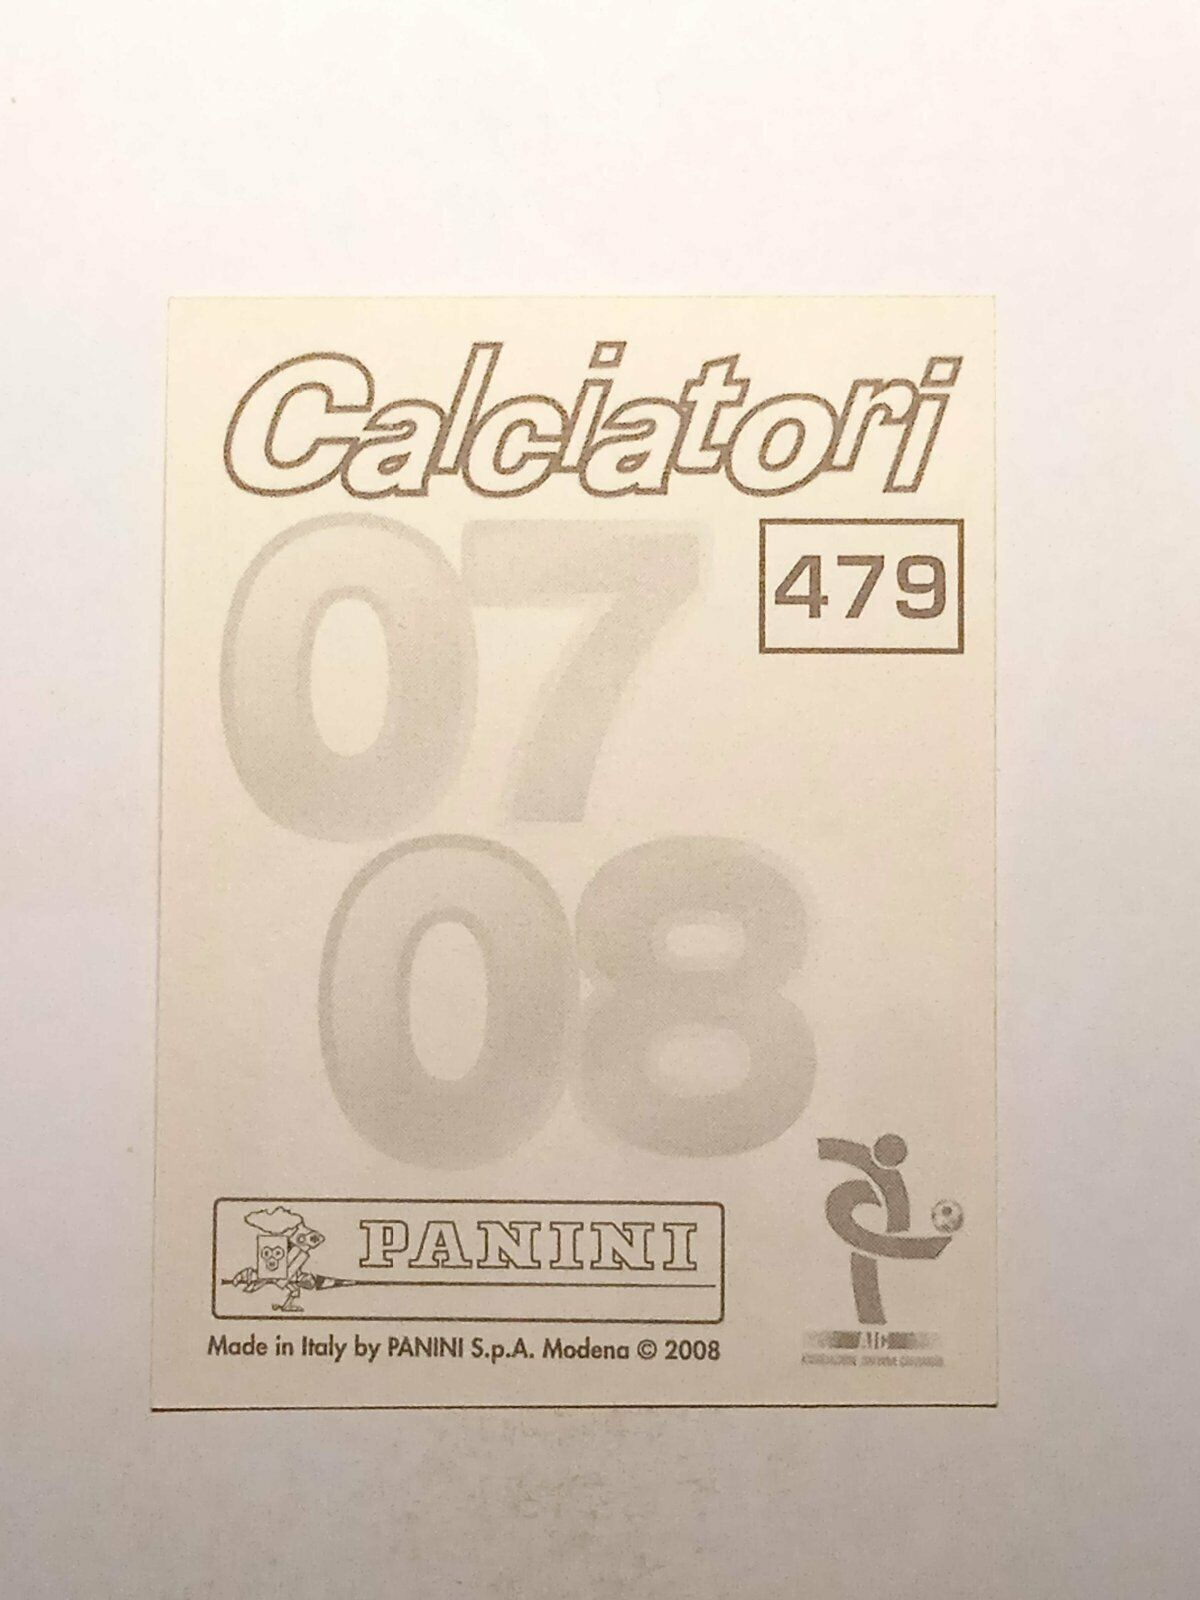 Calciatori
07
479
08
PANINI
Made in Italy by PANINI S.p.A. Modena © 2008